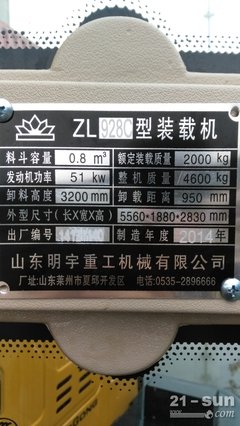 ZL928C型装载机
料斗容量 0.8 m³ 额定装载质量 2000 kg
发动机功率 51 kw 整机质量 4600 kg
卸料高度 3200 mm 卸载距离 950 mm
外型尺寸(长X宽X高) 5560*1880*2830 mm
出厂编号 制造年度 2014年
山东明宇重工机械有限公司
厂址:山东莱州市夏邱开发区 电话:0535-2896666
21-sun
.com